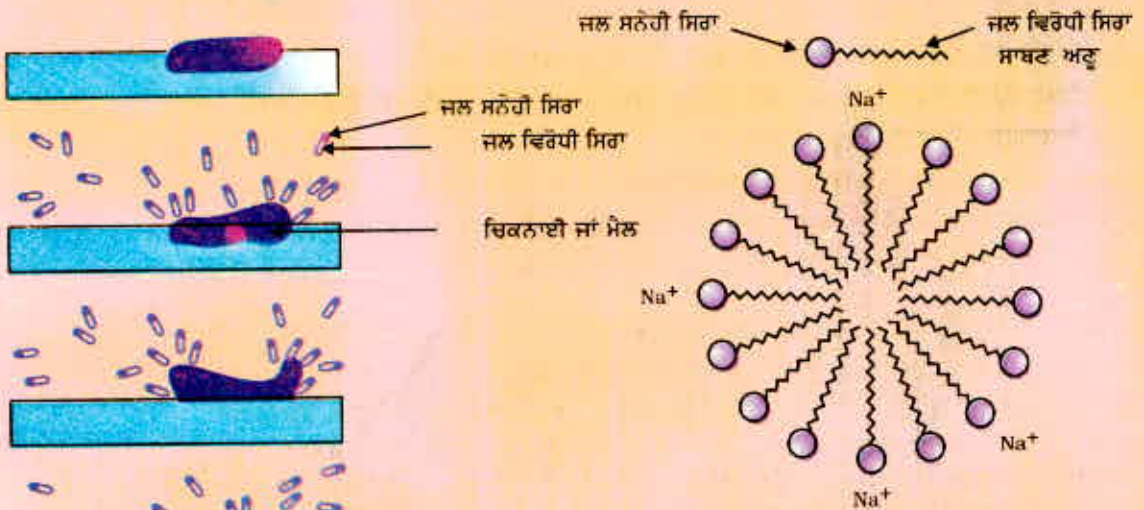 ਜਲ ਸਨੇਹੀ ਸਿਰਾ
ਜਲ ਵਿਰੋਧੀ ਸਿਰਾ
ਸਾਬਣ ਅਣੂ
ਜਲ ਸਨੇਹੀ ਸਿਰਾ
ਜਲ ਵਿਰੋਧੀ ਸਿਰਾ
ਚਿਕਨਾਈ ਜਾਂ ਮੈਲ
Na⁺
Na⁺
Na⁺
Na⁺